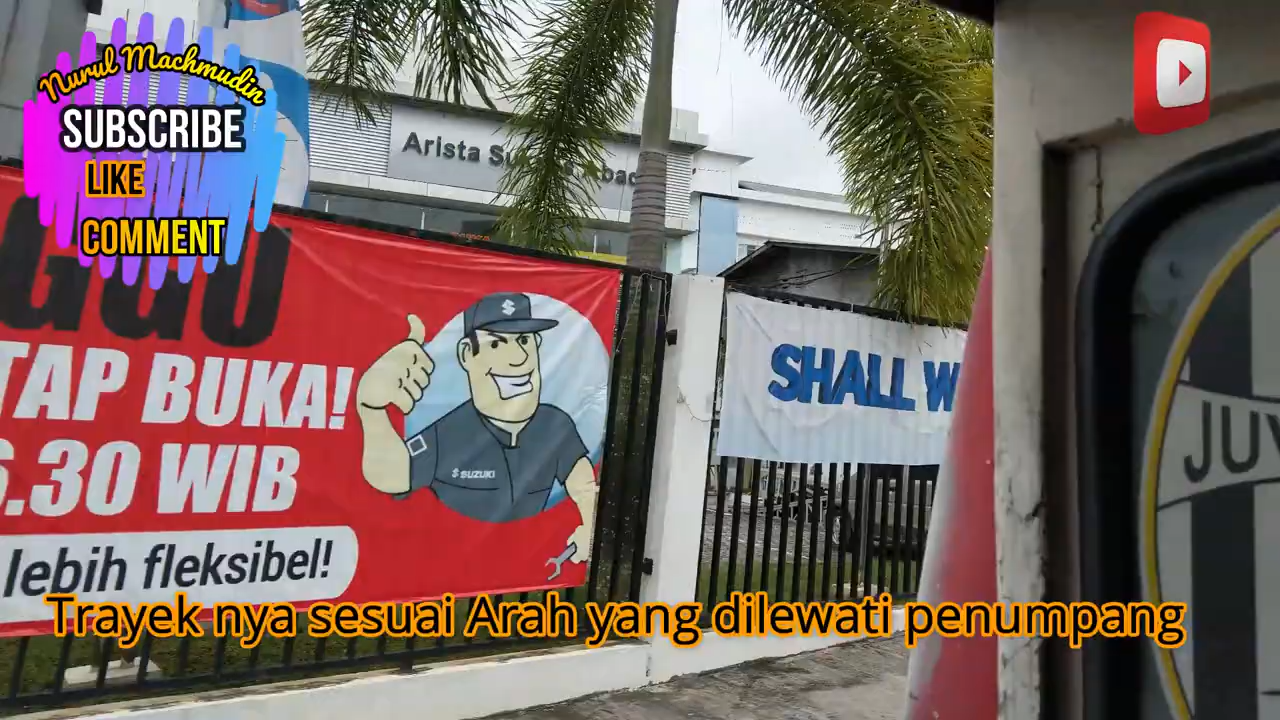 Nurul Machmudin
SUBSCRIBE
LIKE
COMMENT
Arista
TAP BUKA!
.30 WIB
lebih fleksibel!
SUZUKI
SHALL
JUV
Trayek nya sesuai Arah yang dilewati penumpang